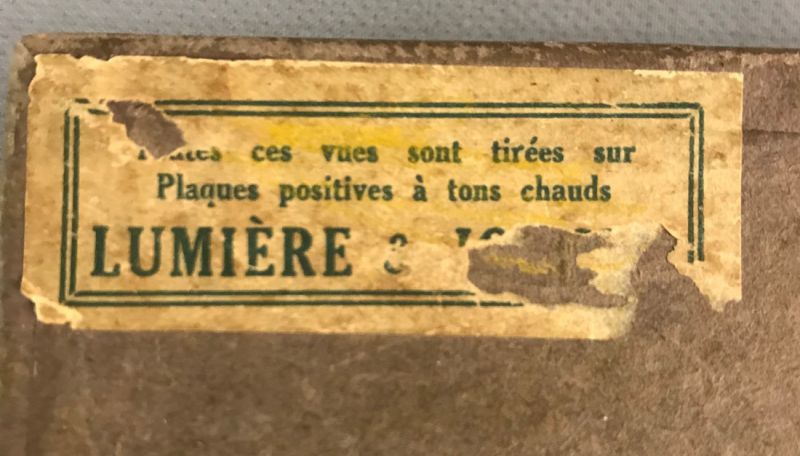 ces vues sont tirées sur
Plaques positives à tons chauds
LUMIÈRE